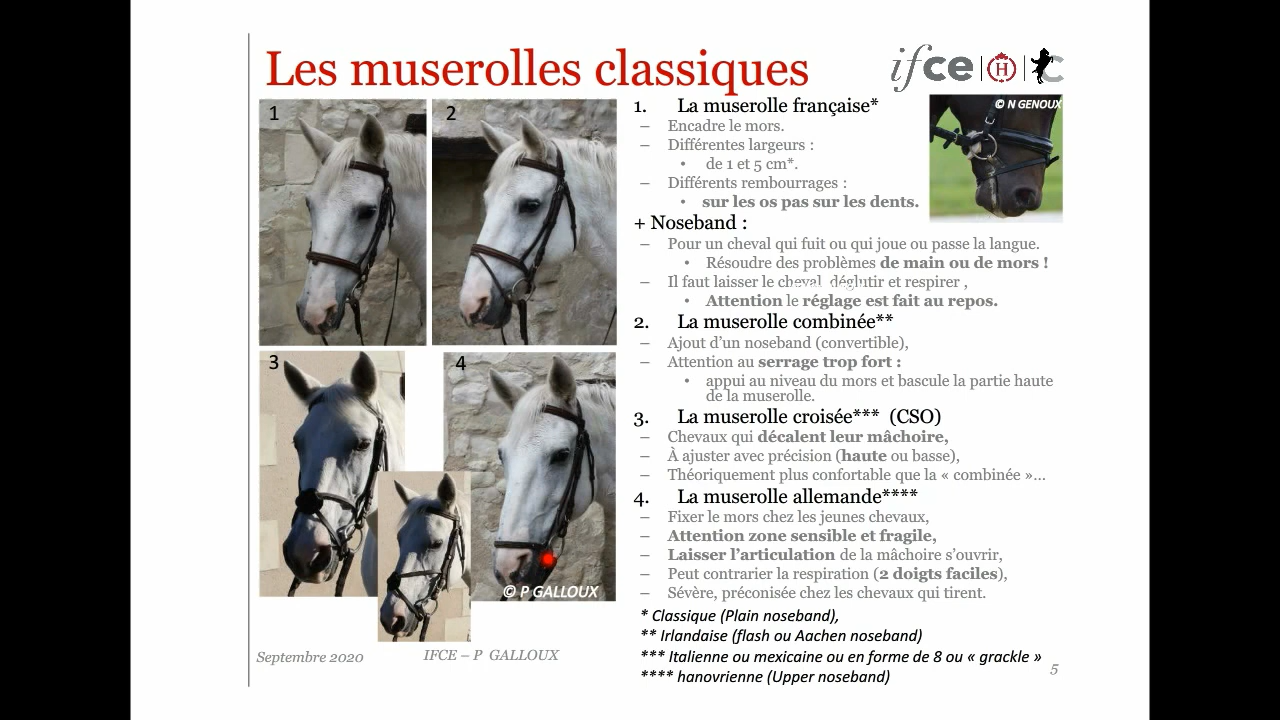 Les muserolles classiques
ifce
H
C
1
2
3
4
© N GENOUX
© P GALLOUX
1. La muserolle française*
– Encadre le mors.
– Différentes largeurs :
• de 1 et 5 cm*.
– Différents rembourrages :
• sur les os pas sur les dents.
+ Noseband :
– Pour un cheval qui fuit ou qui joue ou passe la langue.
• Résoudre des problèmes de main ou de mors !
– Il faut laisser le cheval déglutir et respirer ,
• Attention le réglage est fait au repos.
2. La muserolle combinée**
– Ajout d’un noseband (convertible),
– Attention au serrage trop fort :
• appui au niveau du mors et bascule la partie haute
de la muserolle.
3. La muserolle croisée*** (CSO)
– Chevaux qui décalent leur mâchoire,
– À ajuster avec précision (haute ou basse),
– Théoriquement plus confortable que la « combinée »...
4. La muserolle allemande****
– Fixer le mors chez les jeunes chevaux,
– Attention zone sensible et fragile,
– Laisser l’articulation de la mâchoire s’ouvrir,
– Peut contrarier la respiration (2 doigts faciles),
– Sévère, préconisée chez les chevaux qui tirent.
* Classique (Plain noseband),
** Irlandaise (flash ou Aachen noseband)
*** Italienne ou mexicaine ou en forme de 8 ou « grackle »
**** hanovrienne (Upper noseband)
Septembre 2020
IFCE – P GALLOUX
5